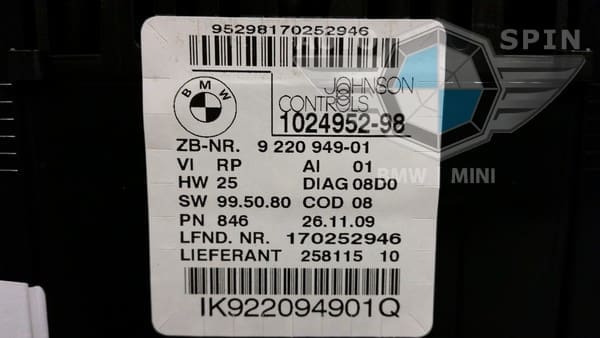 95298170252946
BMW
JOHNSON
CONTROLS
1024952-98
ZB-NR. 9 220 949-01
VI RP AI 01
HW 25 DIAG 08D0
SW 99.50.80 COD 08
PN 846 26.11.09
LFND. NR. 170252946
LIEFERANT 258115 10
IK922094901Q
SPIN
BMW | MINI